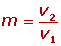 m = v₂/v₁